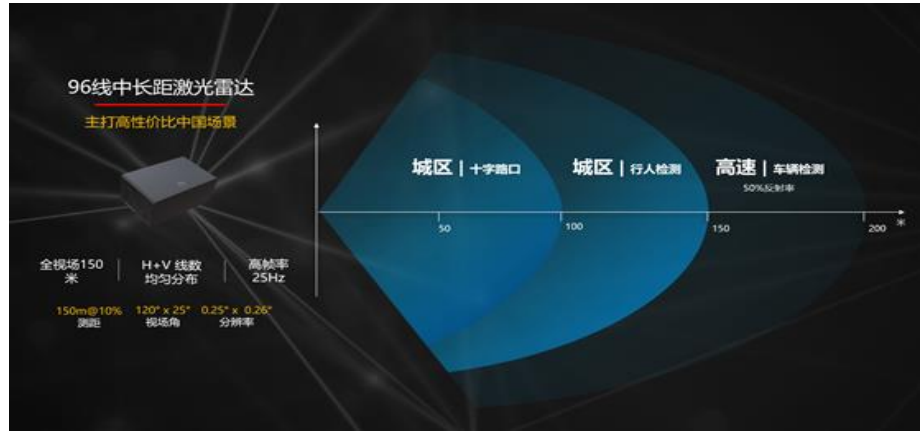 96线中长距激光雷达
主打高性价比中国场景
城区 | 十字路口
城区 | 行人检测
高速 | 车辆检测
50%反射率
50
100
150
200
米
全视场150
米
H+V 线数
均匀分布
高帧率
25Hz
150m@10%
测距
120° x 25°
视场角
0.25° x 0.26°
分辨率